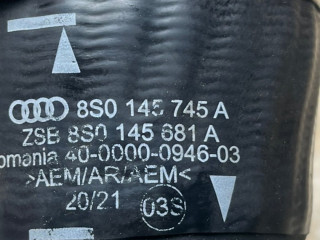 8S0 145 745 A
ZSB 8S0 145 681 A
omania 40-0000-0946-03
>AEM/AR/AEM<
20/21 03S